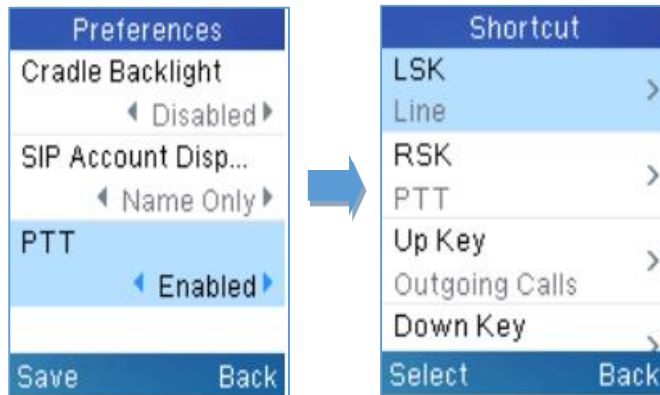 Preferences
Cradle Backlight
Disabled
SIP Account Disp...
Name Only
PTT
Enabled
Save Back
Shortcut
LSK
Line
RSK
PTT
Up Key
Outgoing Calls
Down Key
Select Back